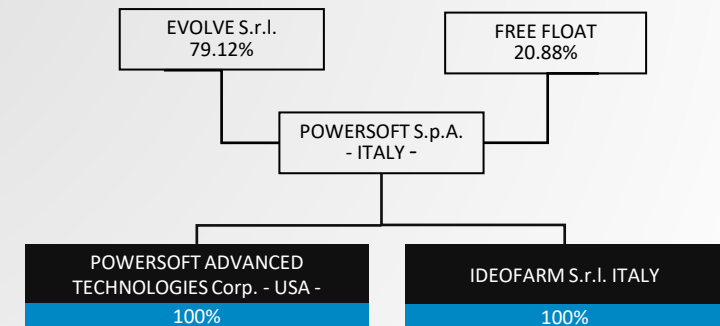 EVOLVE S.r.l.
79.12%
FREE FLOAT
20.88%
POWERSOFT S.p.A.
- ITALY -
POWERSOFT ADVANCED
TECHNOLOGIES Corp. - USA -
100%
IDEOFARM S.r.l. ITALY
100%